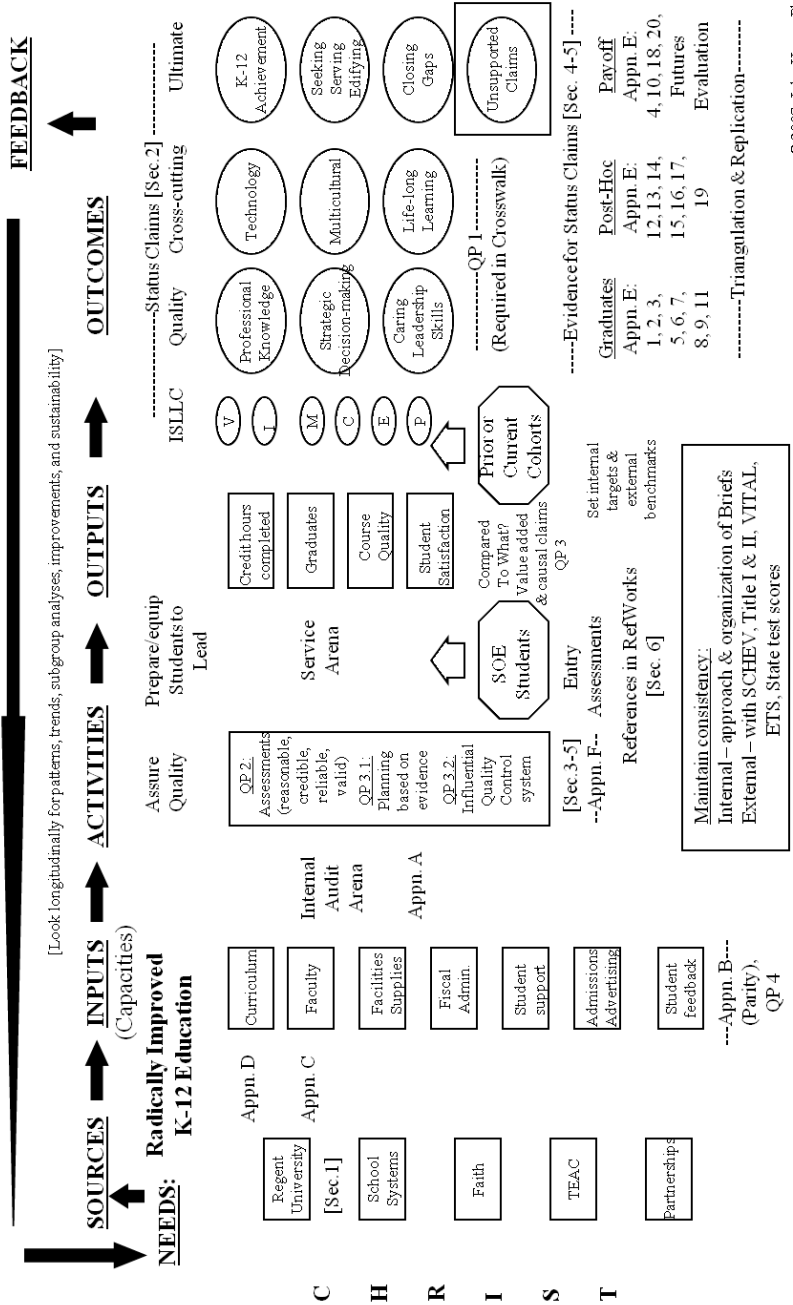 FEEDBACK
[Look longitudinally for patterns, trends, subgroup analyses, improvements, and sustainability]
SOURCES
INPUTS
ACTIVITIES
OUTPUTS
OUTCOMES
NEEDS:
Radically Improved
K-12 Education
(Capacities)
Assure
Quality
Prepare/equip
Students to
Lead
ISLLC
----------Status Claims [Sec.2] ----------
Quality
Cross-cutting
Ultimate
C
H
R
I
S
T
Regent
University
[Sec.1]
School
Systems
Faith
TEAC
Partnerships
Appn. D
Appn. C
Curriculum
Faculty
Facilities
Supplies
Fiscal
Admin.
Student
support
Admissions
Advertising
Student
feedback
---Appn. B---
(Parity),
QP 4
Internal
Audit
Arena
Appn. A
QP 2:
Assessments
(reasonable,
credible,
reliable,
valid)
QP 3.1:
Planning
based on
evidence
QP 3.2:
Influential
Quality
Control
system
[Sec.3-5]
--Appn. F--
Service
Arena
SOE
Students
Entry
Assessments
References in RefWorks
[Sec. 6]
Credit hours
completed
Graduates
Course
Quality
Student
Satisfaction
Compared
To What?
Value added
& causal claims
QP 3
V
I
M
C
E
P
Prior or
Current
Cohorts
Set internal
targets &
external
benchmarks
Professional
Knowledge
Strategic
Decision-making
Caring
Leadership
Skills
Technology
Multicultural
Life-long
Learning
K-12
Achievement
Seeking
Serving
Edifying
Closing
Gaps
Unsupported
Claims
----------QP 1---------
(Required in Crosswalk)
-----Evidence for Status Claims [Sec. 4-5] ----
Graduates
Appn. E:
1, 2, 3,
5, 6, 7,
8, 9, 11
Post-Hoc
Appn. E:
12, 13, 14,
15, 16, 17,
19
Payoff
Appn. E:
4, 10, 18, 20,
Futures
Evaluation
--------Triangulation & Replication--------
Maintain consistency:
Internal – approach & organization of Briefs
External – with SCHEV, Title I & II, VITAL,
ETS, State test scores